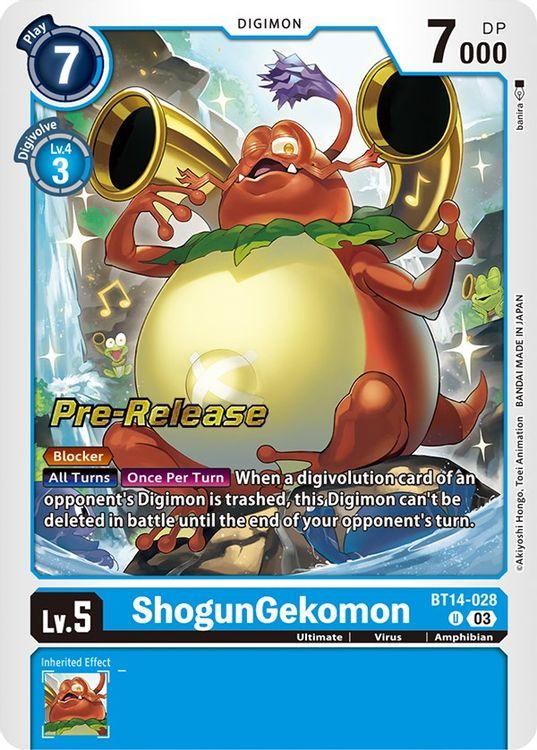 DIGIMON
Play
7
DP
7000
Digivolve
Lv.4
3
banira
Pre-Release
Blocker
All Turns Once Per Turn When a digivolution card of an
opponent's Digimon is trashed, this Digimon can't be
deleted in battle until the end of your opponent's turn.
©Akiyoshi Hongo, Toei Animation BANDAI MADE IN JAPAN
Lv.5
ShogunGekomon
BT14-028
U 03
Ultimate | Virus | Amphibian
Inherited Effect
–